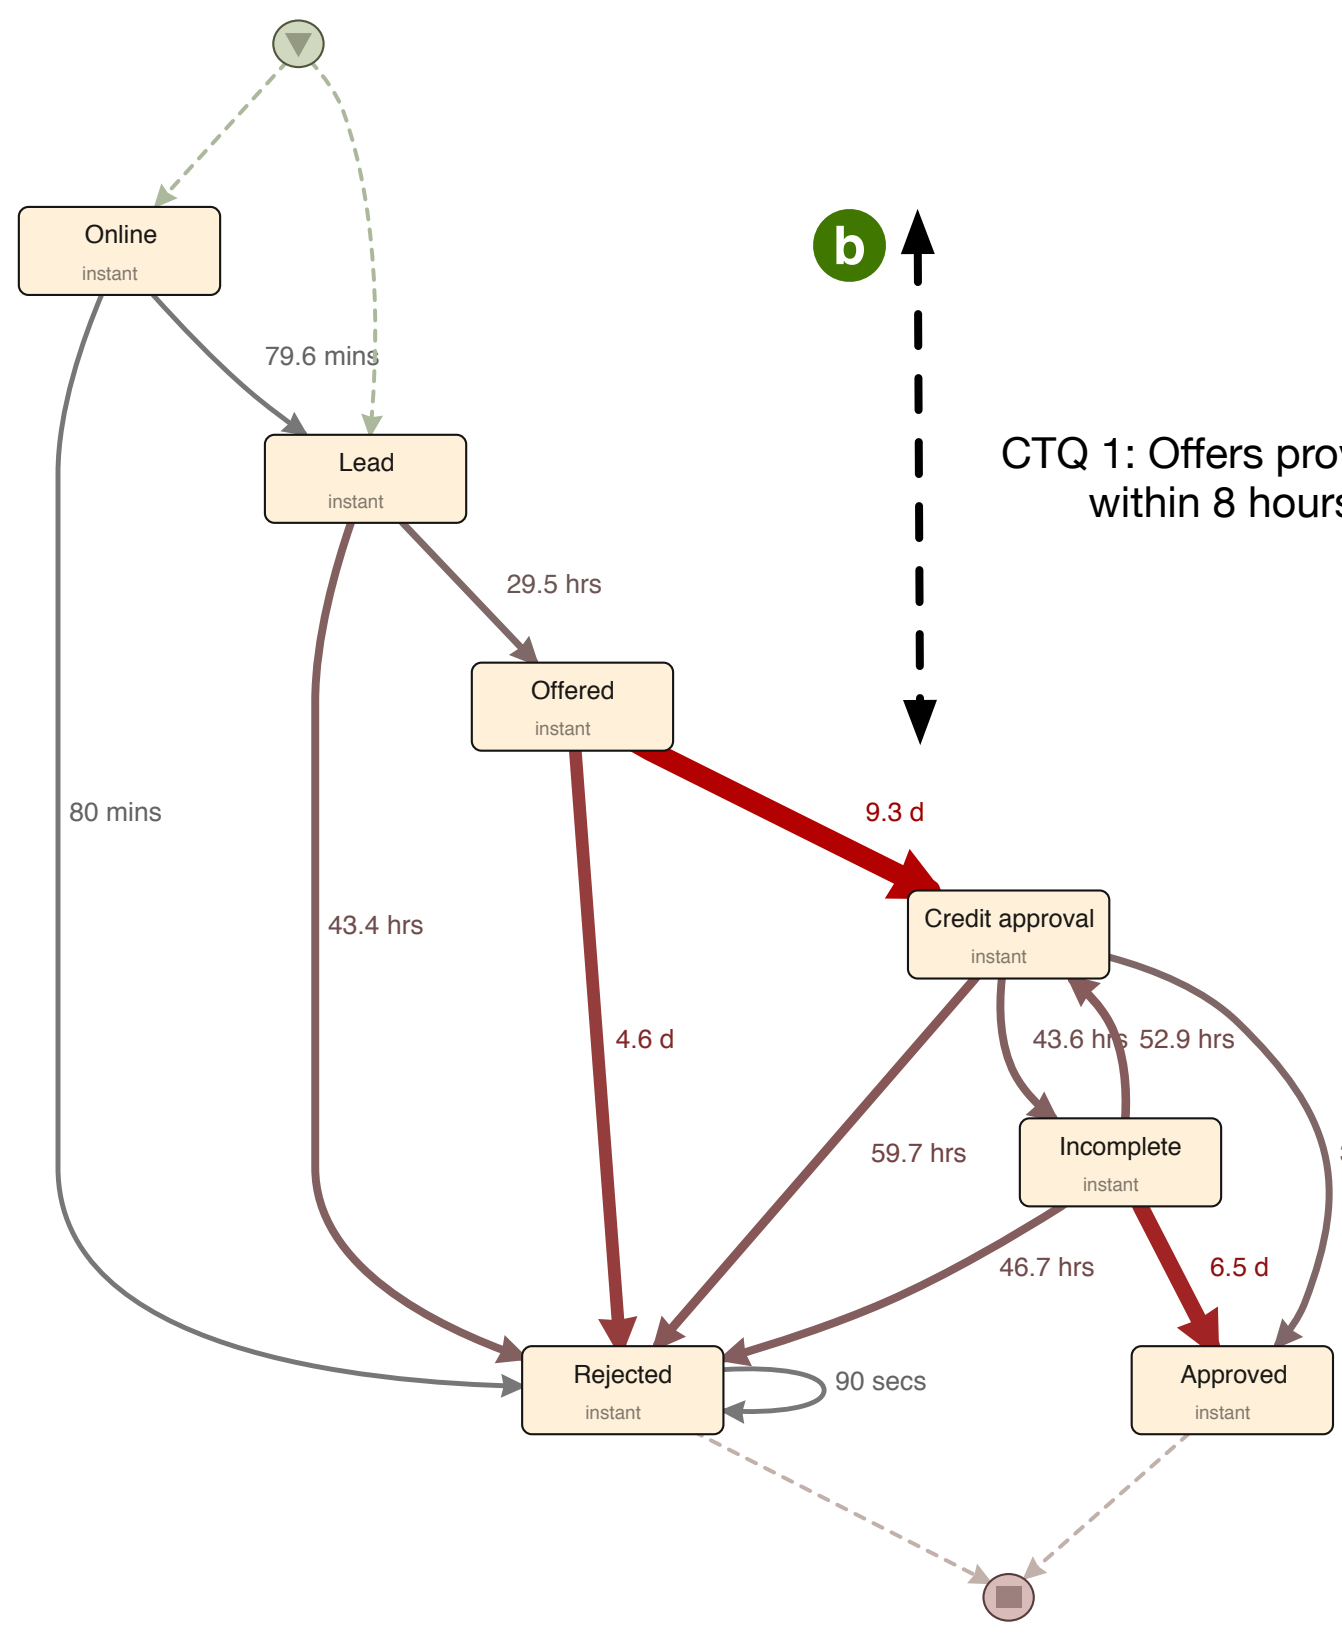 Online
instant
b
79.6 mins
CTQ 1: Offers
within 8
Lead
instant
29.5 hrs
Offered
instant
80 mins
9.3 d
43.4 hrs
Credit approval
instant
4.6 d
43.6 hrs
52.9 hrs
59.7 hrs
Incomplete
instant
46.7 hrs
6.5 d
Rejected
instant
90 secs
Approved
instant